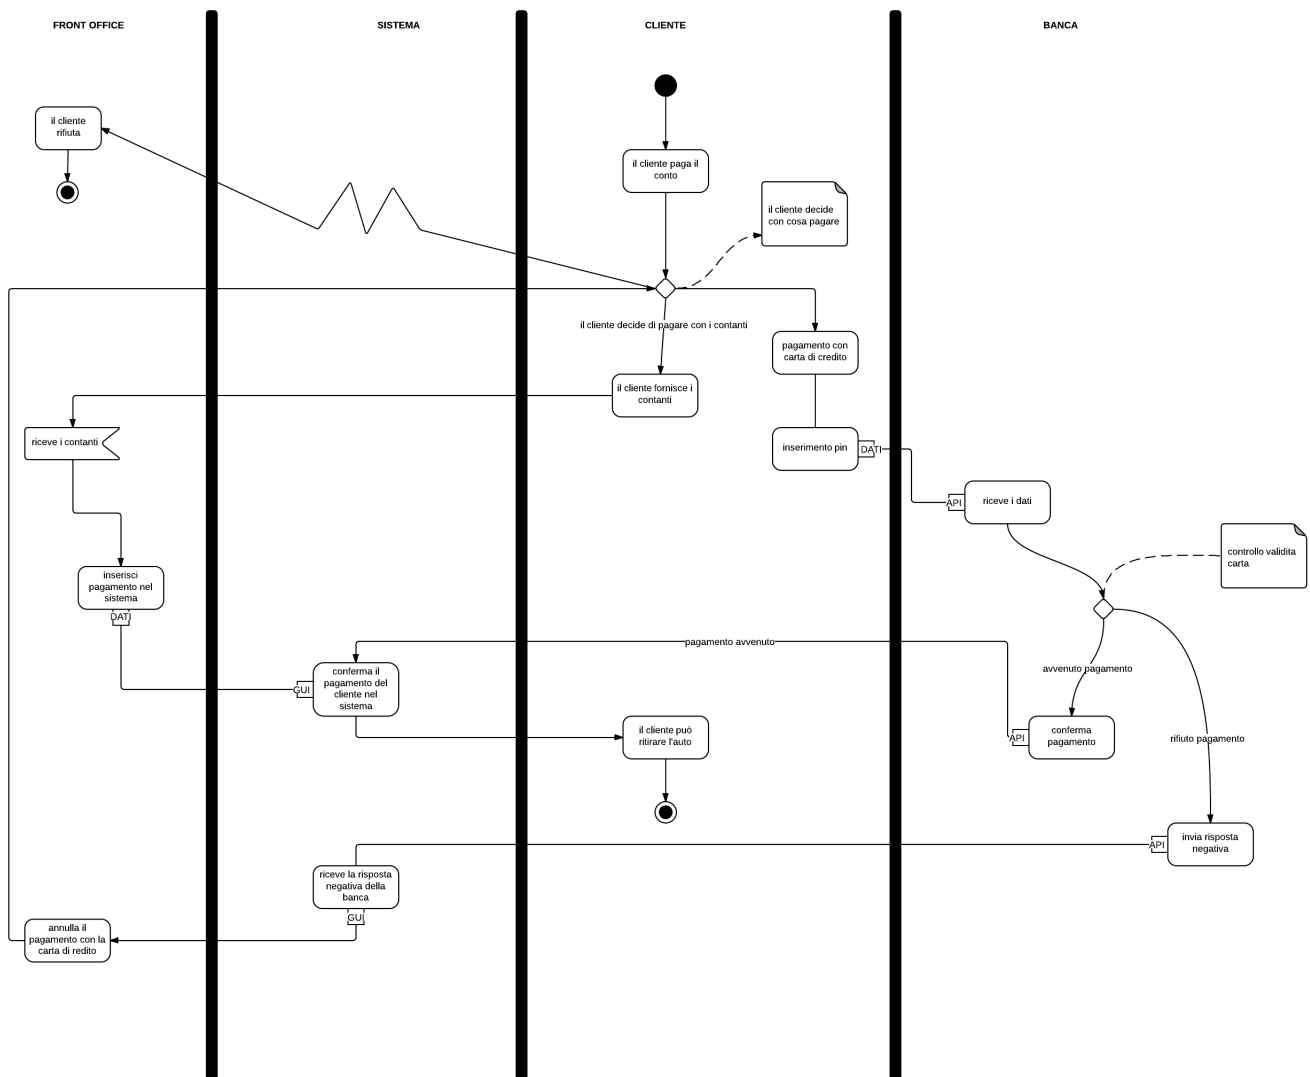 FRONT OFFICE
SISTEMA
CLIENTE
BANCA
il cliente
rifiuta
il cliente paga il
conto
il cliente decide
con cosa pagare
il cliente decide di pagare con i contanti
pagamento con
carta di credito
il cliente fornisce i
contanti
riceve i contanti
inserimento pin
DATI
API
riceve i dati
controllo validita
carta
inserisci
pagamento nel
sistema
DATI
pagamento avvenuto
avvenuto pagamento
conferma il
pagamento del
cliente nel
sistema
GUI
il cliente può
ritirare l'auto
API
conferma
pagamento
rifiuto pagamento
invia risposta
negativa
API
riceve la risposta
negativa della
banca
GUI
annulla il
pagamento con la
carta di redito